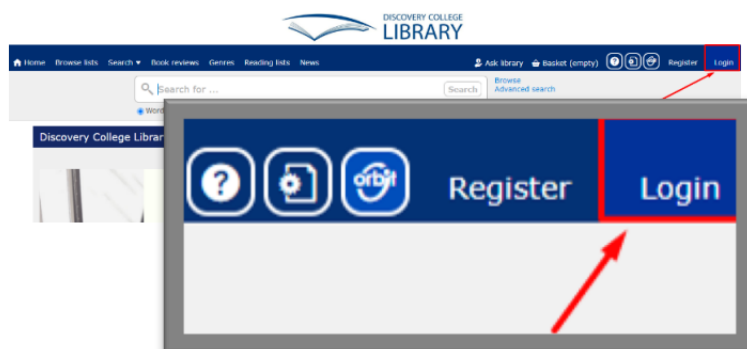 DISCOVERY COLLEGE
LIBRARY
Home Browse lists Search Book reviews Genres Reading lists News Ask library Basket (empty) Register Login
Search for ... Search
Browse
Advanced search
Word
Discovery College Librar
? orbit Register Login